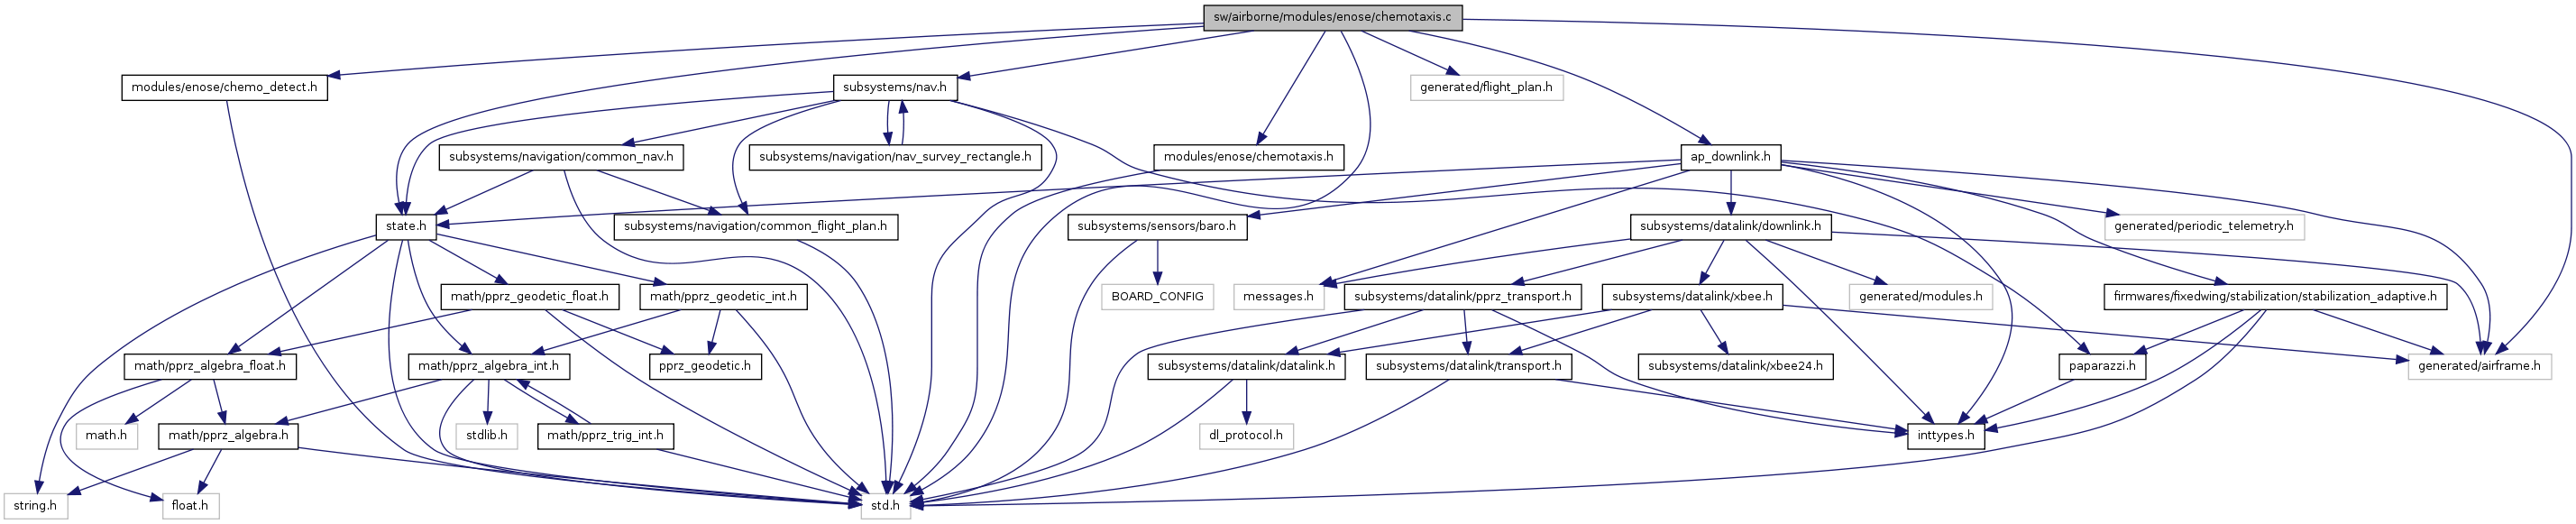 sw/airborne/modules/enose/chemotaxis.c
modules/enose/chemo_detect.h
subsystems/nav.h
generated/flight_plan.h
subsystems/navigation/common_nav.h
subsystems/navigation/nav_survey_rectangle.h
modules/enose/chemotaxis.h
ap_downlink.h
state.h
subsystems/navigation/common_flight_plan.h
subsystems/sensors/baro.h
subsystems/datalink/downlink.h
generated/periodic_telemetry.h
math/pprz_geodetic_float.h
math/pprz_geodetic_int.h
BOARD_CONFIG
messages.h
subsystems/datalink/pprz_transport.h
subsystems/datalink/xbee.h
generated/modules.h
firmwares/fixedwing/stabilization/stabilization_adaptive.h
math/pprz_algebra_float.h
math/pprz_algebra_int.h
pprz_geodetic.h
subsystems/datalink/datalink.h
subsystems/datalink/transport.h
subsystems/datalink/xbee24.h
paparazzi.h
generated/airframe.h
math.h
math/pprz_algebra.h
stdlib.h
math/pprz_trig_int.h
dl_protocol.h
inttypes.h
string.h
float.h
std.h